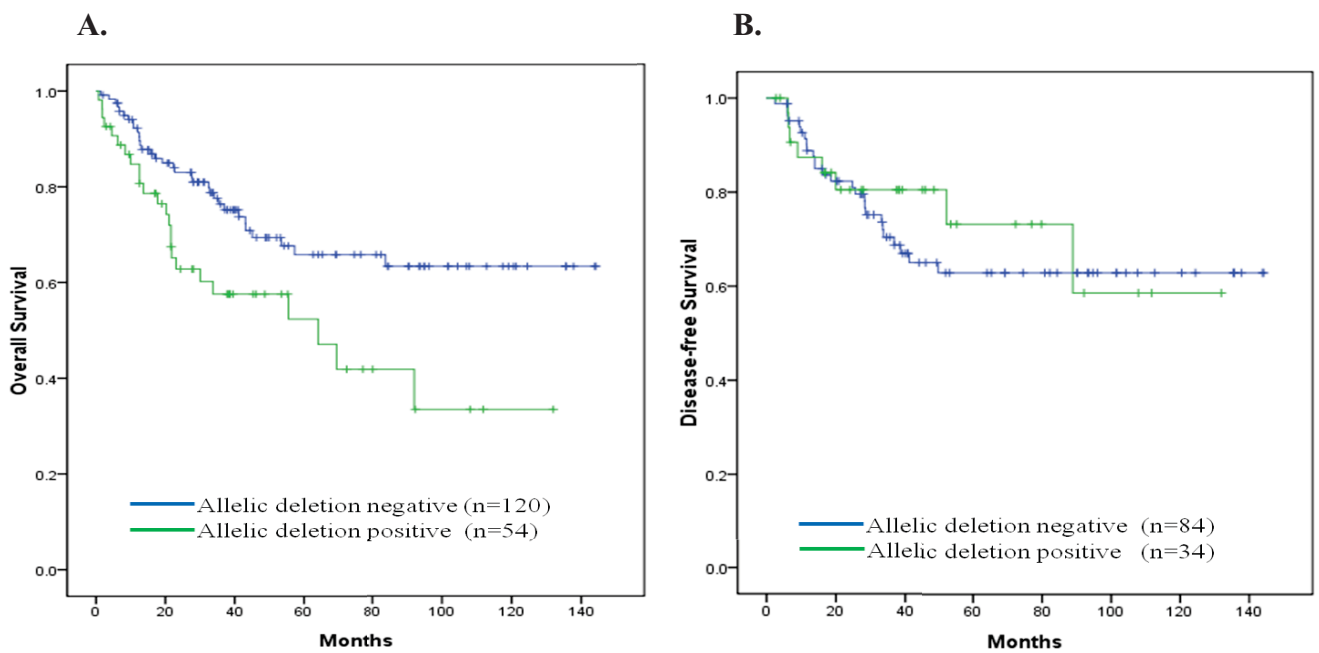 A.
Overall Survival
1.0
0.8
0.6
0.4
0.2
0.0
Allelic deletion negative (n=120)
Allelic deletion positive (n=54)
0 20 40 60 80 100 120 140
Months
B.
Disease-free Survival
1.0
0.8
0.6
0.4
0.2
0.0
Allelic deletion negative (n=84)
Allelic deletion positive (n=34)
0 20 40 60 80 100 120 140
Months